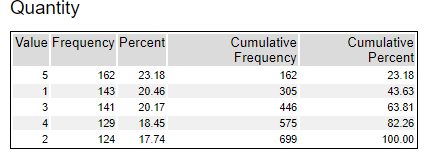 Quantity
Value Frequency Percent Cumulative Frequency Cumulative Percent
5 162 23.18 162 23.18
1 143 20.46 305 43.63
3 141 20.17 446 63.81
4 129 18.45 575 82.26
2 124 17.74 699 100.00